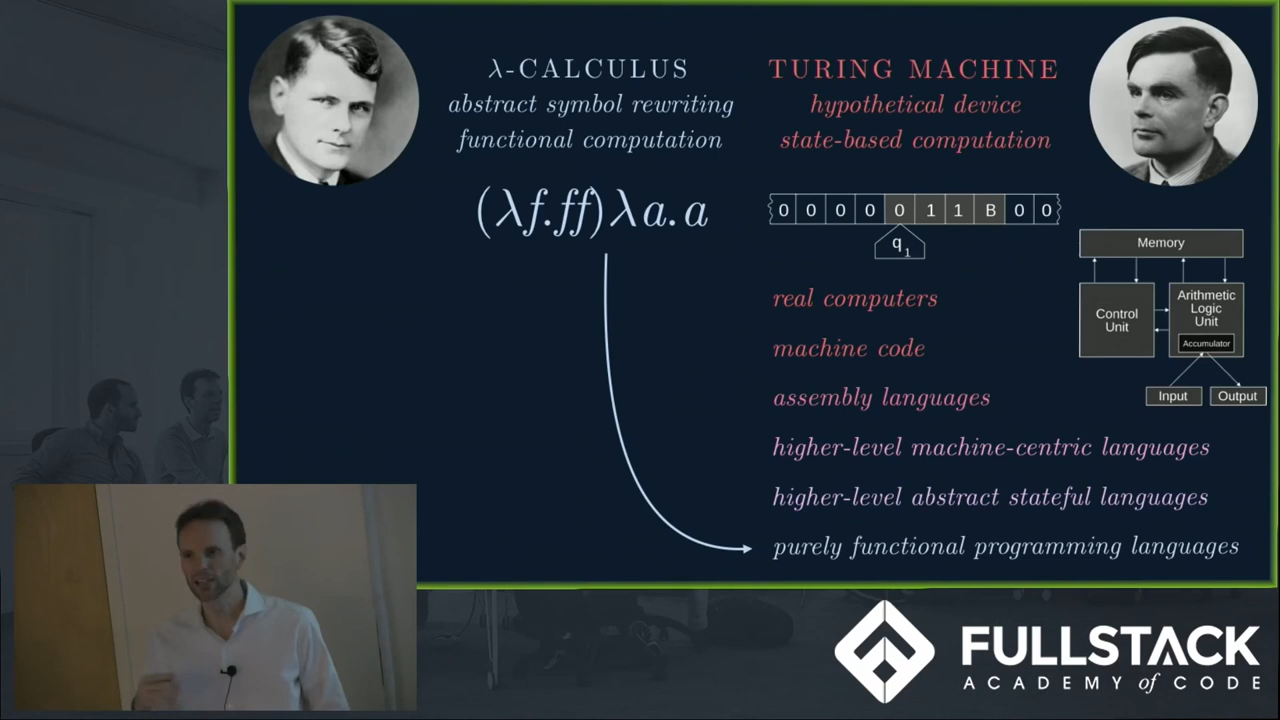 λ-CALCULUS
abstract symbol rewriting
functional computation
(λf.ff)λa.a
TURING MACHINE
hypothetical device
state-based computation
0 0 0 0 0 1 1 B 0 0
q1
real computers
machine code
assembly languages
higher-level machine-centric languages
higher-level abstract stateful languages
purely functional programming languages
Memory
Control
Unit
Arithmetic
Logic
Unit
Accumulator
Input
Output
FULLSTACK
ACADEMY of CODE